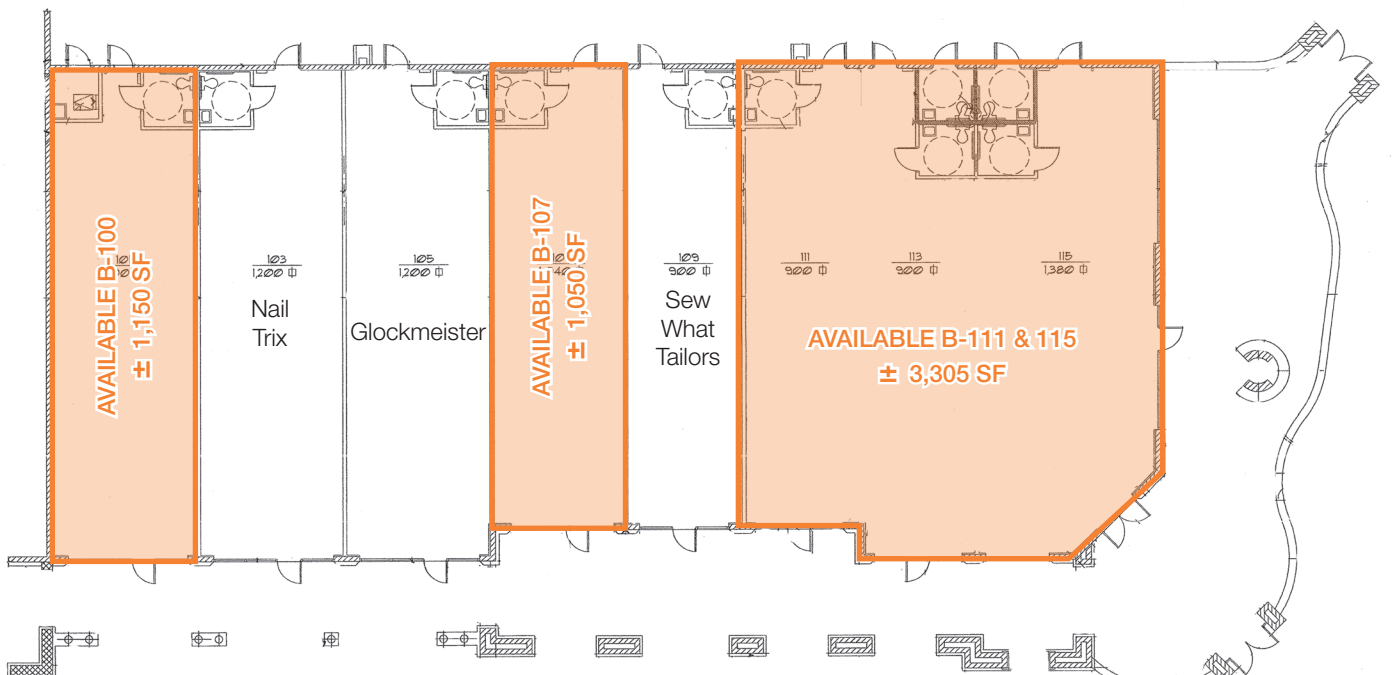 AVAILABLE B-100
± 1,150 SF
103
1,200
Nail
Trix
105
1,200
Glockmeister
AVAILABLE B-107
± 1,050 SF
109
900
Sew
What
Tailors
111
900
113
900
115
1,380
AVAILABLE B-111 & 115
± 3,305 SF